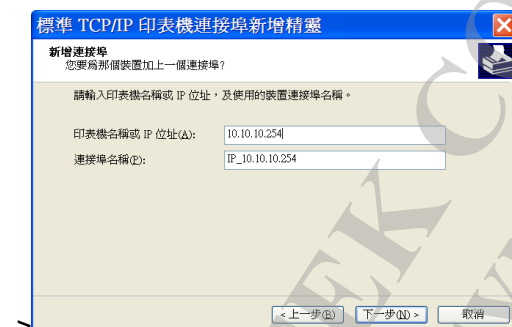 標準 TCP/IP 印表機連接埠新增精靈
新增連接埠
您要為那個裝置加上一個連接埠?
請輸入印表機名稱或 IP 位址，及使用的裝置連接埠名稱。
印表機名稱或 IP 位址(A): 10.10.10.254
連接埠名稱(P): IP_10.10.10.254
< 上一步(B) 下一步(N) > 取消